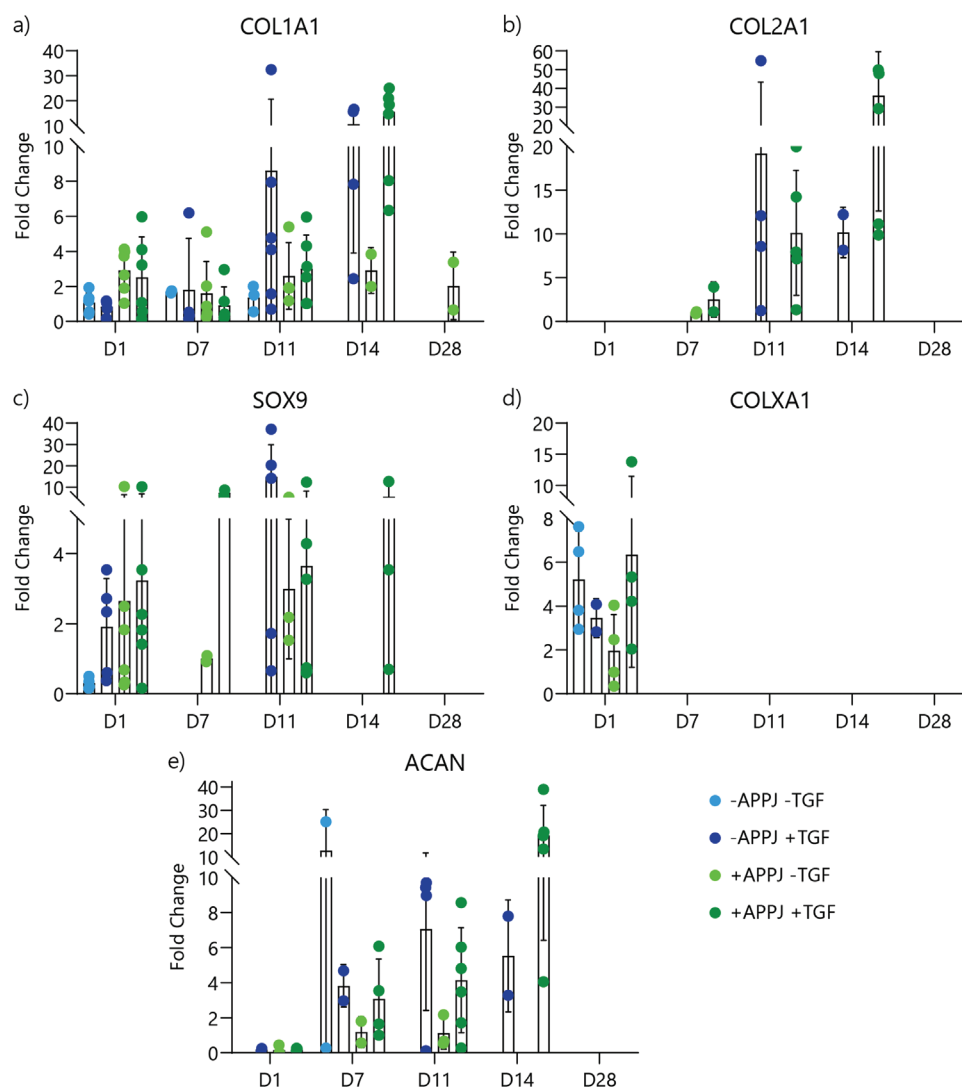 a)
COL1A1
40
30
20
10
8
6
4
2
0
Fold Change
D1 D7 D11 D14 D28
b)
COL2A1
60
50
40
30
20
20
15
10
5
0
Fold Change
D1 D7 D11 D14 D28
c)
SOX9
40
30
20
10
4
2
0
Fold Change
D1 D7 D11 D14 D28
d)
COLXA1
20
15
10
8
6
4
2
0
Fold Change
D1 D7 D11 D14 D28
e)
ACAN
40
30
20
10
10
8
6
4
2
0
Fold Change
D1 D7 D11 D14 D28
-APPJ -TGF
-APPJ +TGF
+APPJ -TGF
+APPJ +TGF